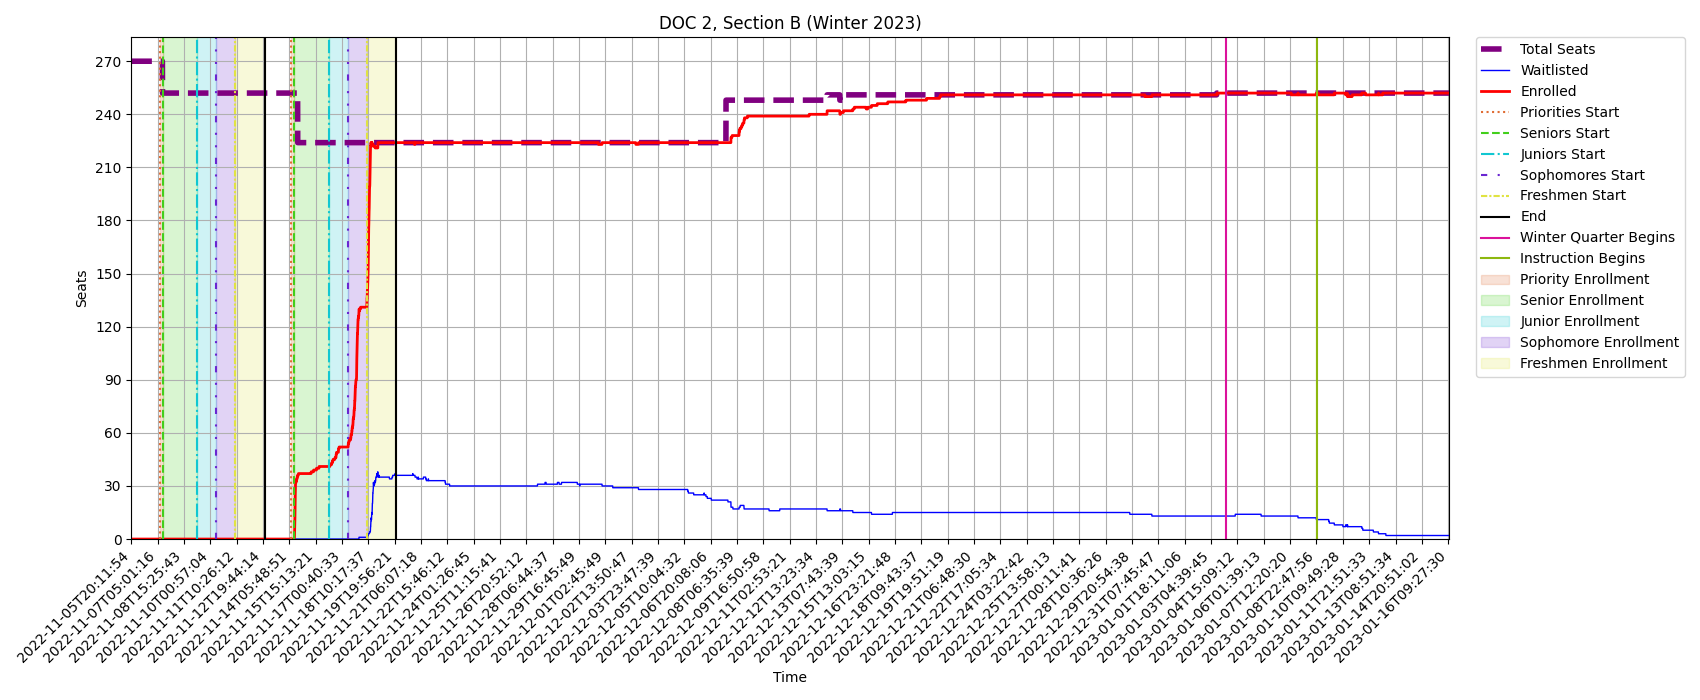 DOC 2, Section B (Winter 2023)
Seats
270
240
210
180
150
120
90
60
30
0
2022-11-05T20:11:54
2022-11-07T05:01:16
2022-11-08T15:25:43
2022-11-10T00:57:04
2022-11-11T10:26:12
2022-11-12T19:44:14
2022-11-14T05:48:51
2022-11-15T15:13:21
2022-11-17T00:40:33
2022-11-18T10:17:37
2022-11-19T19:56:21
2022-11-21T06:07:18
2022-11-22T15:46:12
2022-11-24T01:26:45
2022-11-25T11:15:41
2022-11-26T20:52:12
2022-11-28T06:44:37
2022-11-29T16:45:49
2022-12-01T02:45:49
2022-12-02T13:50:47
2022-12-03T23:47:39
2022-12-05T10:04:32
2022-12-06T20:08:06
2022-12-08T06:35:39
2022-12-09T16:50:58
2022-12-11T02:53:21
2022-12-12T13:23:34
2022-12-13T07:43:39
2022-12-15T13:03:15
2022-12-16T23:21:48
2022-12-18T09:43:37
2022-12-19T19:51:19
2022-12-21T06:48:30
2022-12-22T17:05:34
2022-12-24T03:22:42
2022-12-25T13:58:13
2022-12-27T00:11:41
2022-12-28T10:36:26
2022-12-29T20:54:38
2022-12-31T07:45:47
2023-01-01T18:11:06
2023-01-03T04:39:45
2023-01-04T15:09:12
2023-01-06T01:39:13
2023-01-07T12:20:20
2023-01-08T22:47:56
2023-01-10T09:49:28
2023-01-11T21:51:33
2023-01-13T08:51:34
2023-01-14T20:51:02
2023-01-16T09:27:30
Time
Total Seats
Waitlisted
Enrolled
Priorities Start
Seniors Start
Juniors Start
Sophomores Start
Freshmen Start
End
Winter Quarter Begins
Instruction Begins
Priority Enrollment
Senior Enrollment
Junior Enrollment
Sophomore Enrollment
Freshmen Enrollment